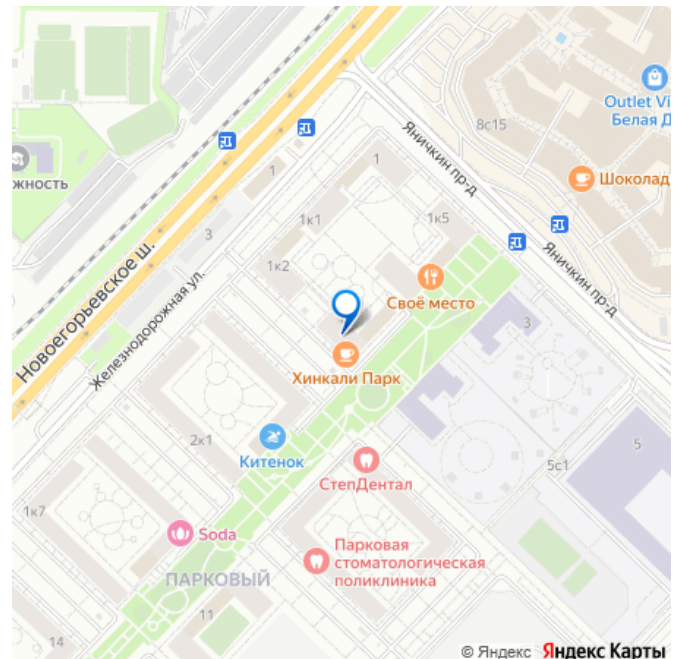 Outlet Vi
Белая Д
8с15
Яничкин пр-д
1
Шоколад
жность
1
1к1
1к5
3
1к2
Яничкин пр-д
Новоегорьевское ш.
Железнодорожная ул.
Своё место
3
Хинкали Парк
2к1
Китенок
5
5с1
СтепДентал
1к7
Soda
Парковая
стоматологическая
поликлиника
ПАРКОВЫЙ
11
14
© Яндекс Яндекс Карты